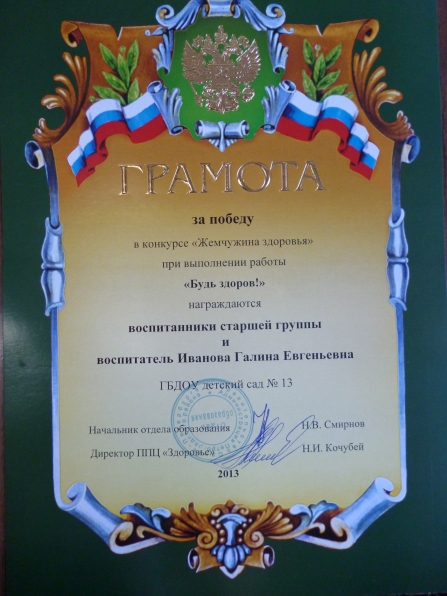 ГРАМОТА
за победу
в конкурсе «Жемчужина здоровья»
при выполнении работы
«Будь здоров!»
награждаются
воспитанники старшей группы
и
воспитатель Иванова Галина Евгеньевна
ГБДОУ детский сад № 13
Начальник отдела образования Н.В. Смирнов
Директор ППЦ «Здоровье» Н.И. Кочубей
2013